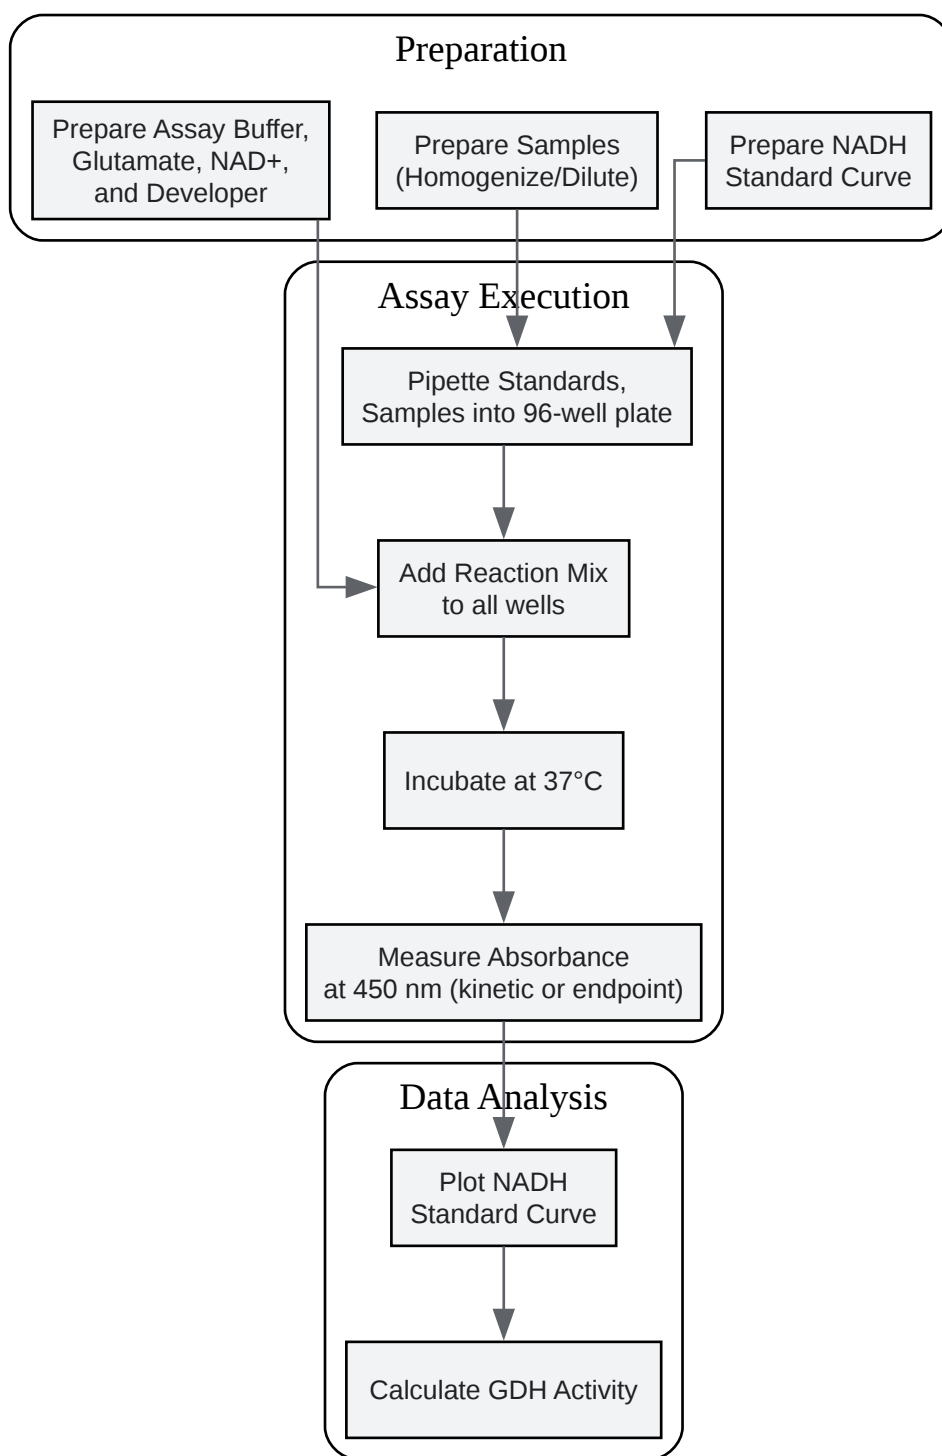 Preparation
Prepare Assay Buffer,
Glutamate, NAD+,
and Developer
Prepare Samples
(Homogenize/Dilute)
Prepare NADH
Standard Curve
Assay Execution
Pipette Standards,
Samples into 96-well plate
Add Reaction Mix
to all wells
Incubate at 37°C
Measure Absorbance
at 450 nm (kinetic or endpoint)
Data Analysis
Plot NADH
Standard Curve
Calculate GDH Activity